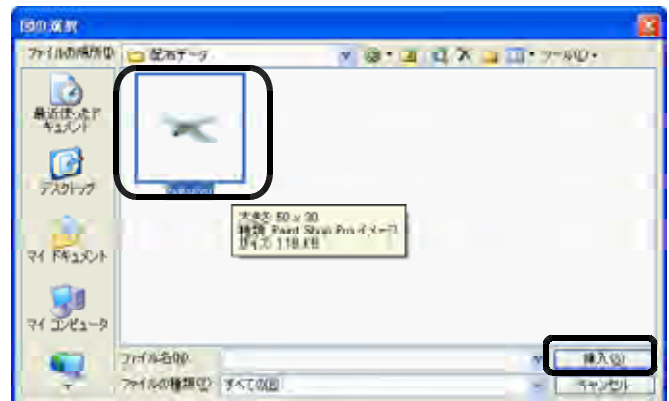 図の選択
ファイルの場所(I):
配布データ
ツール(L)
最近使ったド
キュメント
デスクトップ
大きさ: 50 x 30
種類: Paint Shop Pro イメージ
サイズ: 1.18 KB
マイ ドキュメント
マイ コンピュータ
ファイル名(N):
挿入(S)
ファイルの種類(T):
すべての図
キャンセル